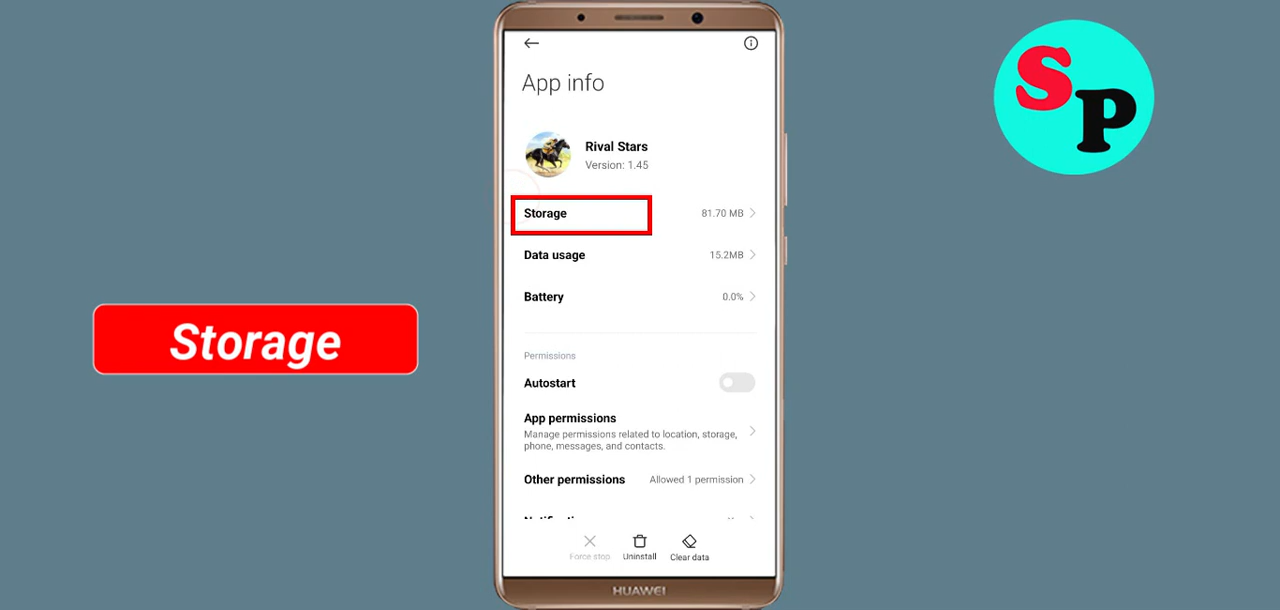 App info
Rival Stars
Version: 1.45
Storage
81.70 MB
Data usage
15.2MB
Battery
0.0%
Permissions
Autostart
App permissions
Manage permissions related to location, storage,
phone, messages, and contacts.
Other permissions
Allowed 1 permission
Force stop
Uninstall
Clear data
HUAWEI
Storage
SP